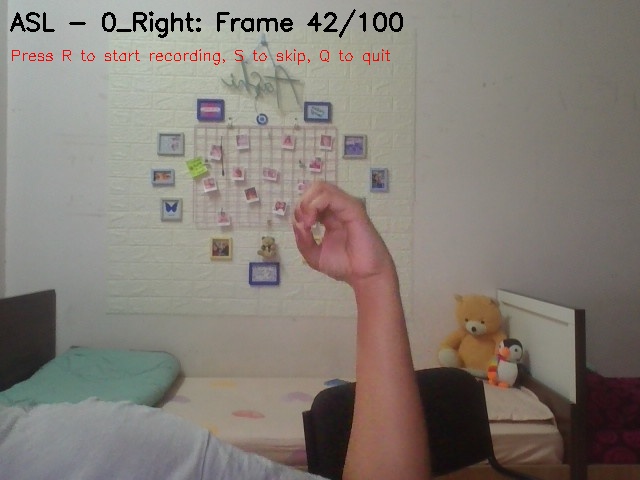 ASL - 0_Right: Frame 42/100
Press R to start recording, S to skip, Q to quit